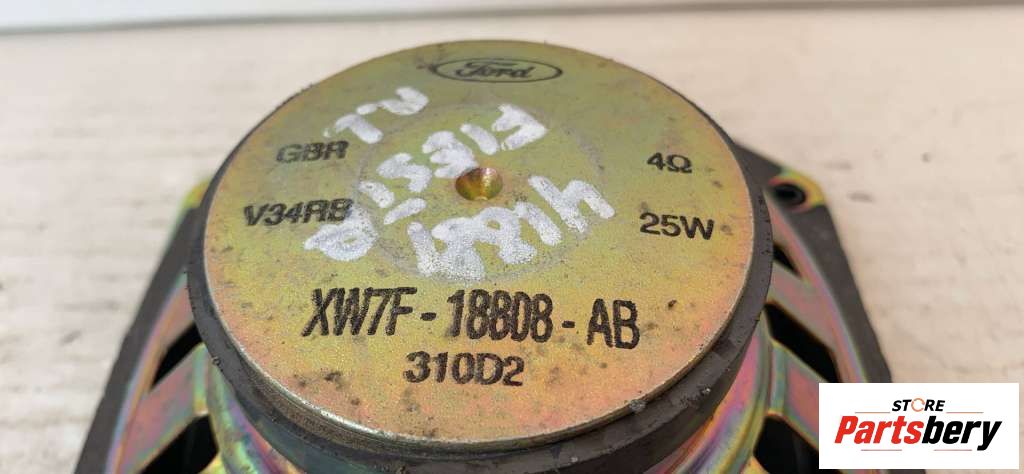 Ford
GBR
4Ω
V34RB
25W
XW7F-18808-AB
310D2
STORE
Partsbery